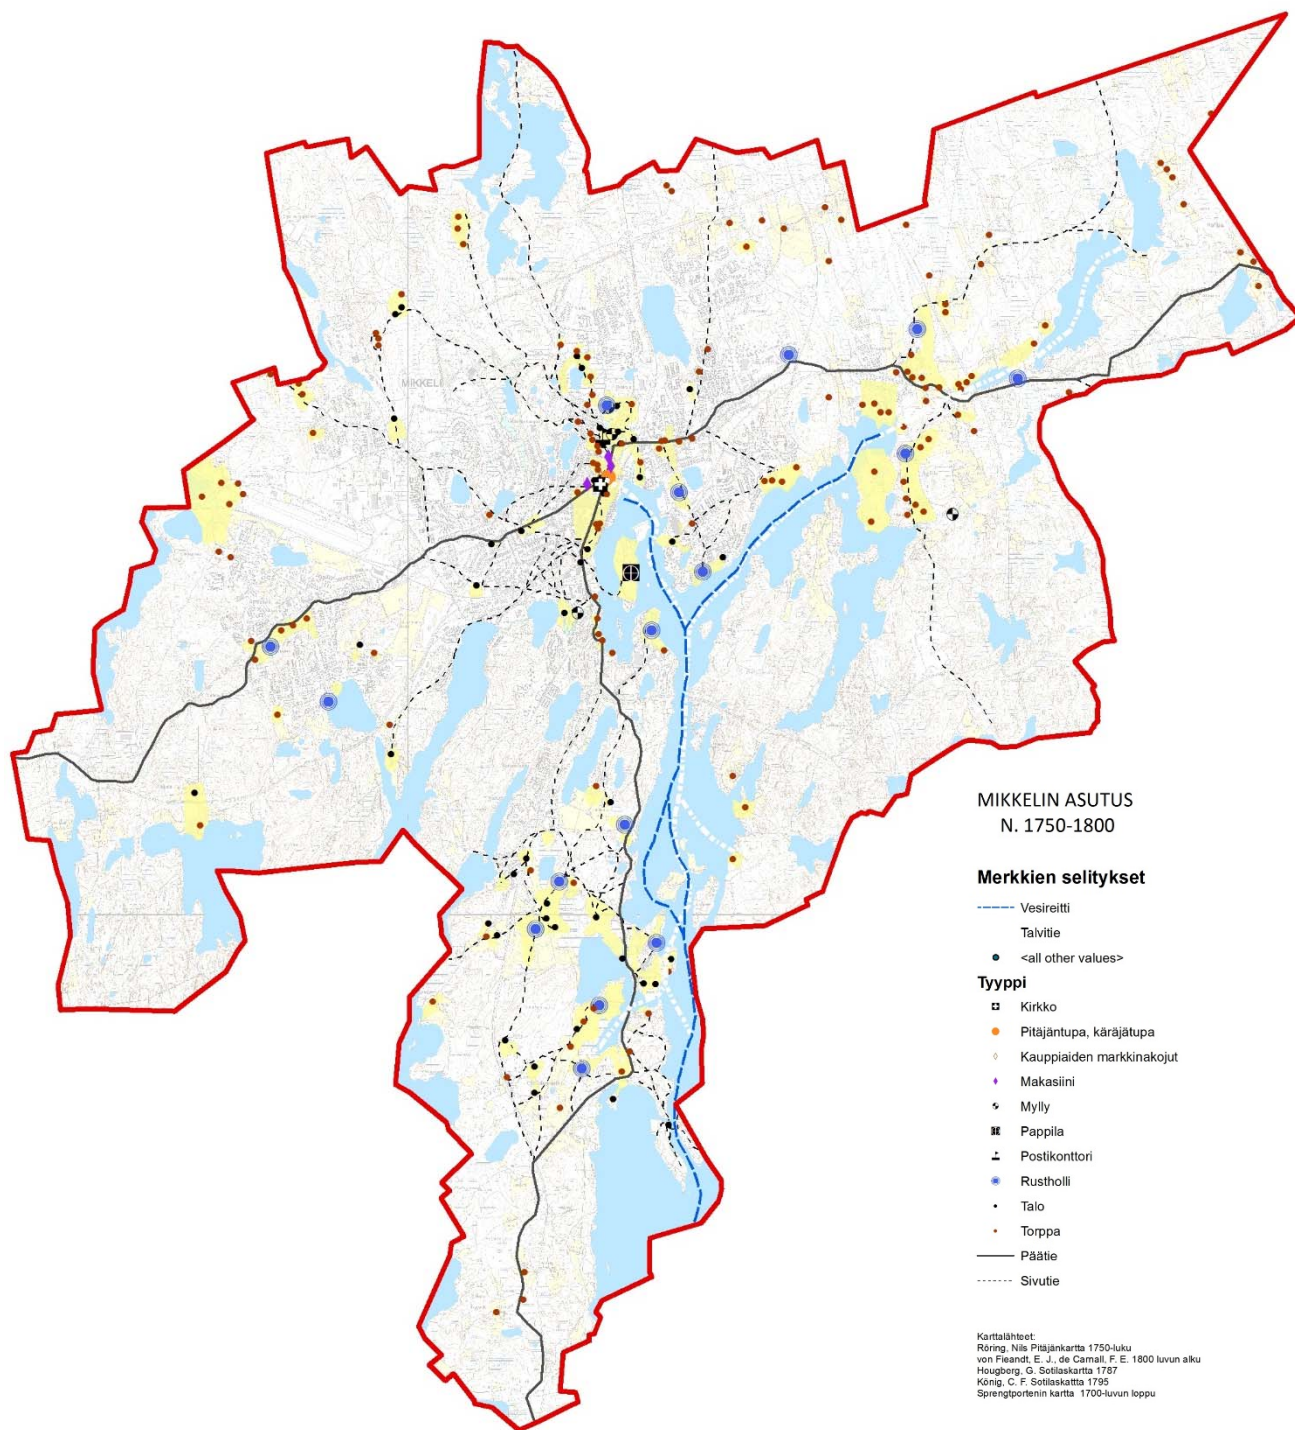 MIKKELI
MIKKELIN ASUTUS
N. 1750-1800
Merkkien selitykset
Vesireitti
Talvitie
<all other values>
Tyyppi
Kirkko
Pitäjäntupa, käräjätupa
Kauppiaiden markkinakojut
Makasiini
Mylly
Pappila
Postikonttori
Rustholli
Talo
Torppa
Päätie
Sivutie
Karttalähteet:
Röring, Nils Pitäjänkartta 1750-luku
von Fieandt, E. J., de Carnall, F. E. 1800 luvun alku
Hougberg, G. Sotilaskartta 1787
König, C. F. Sotilaskattta 1795
Sprengtportenin kartta 1700-luvun loppu